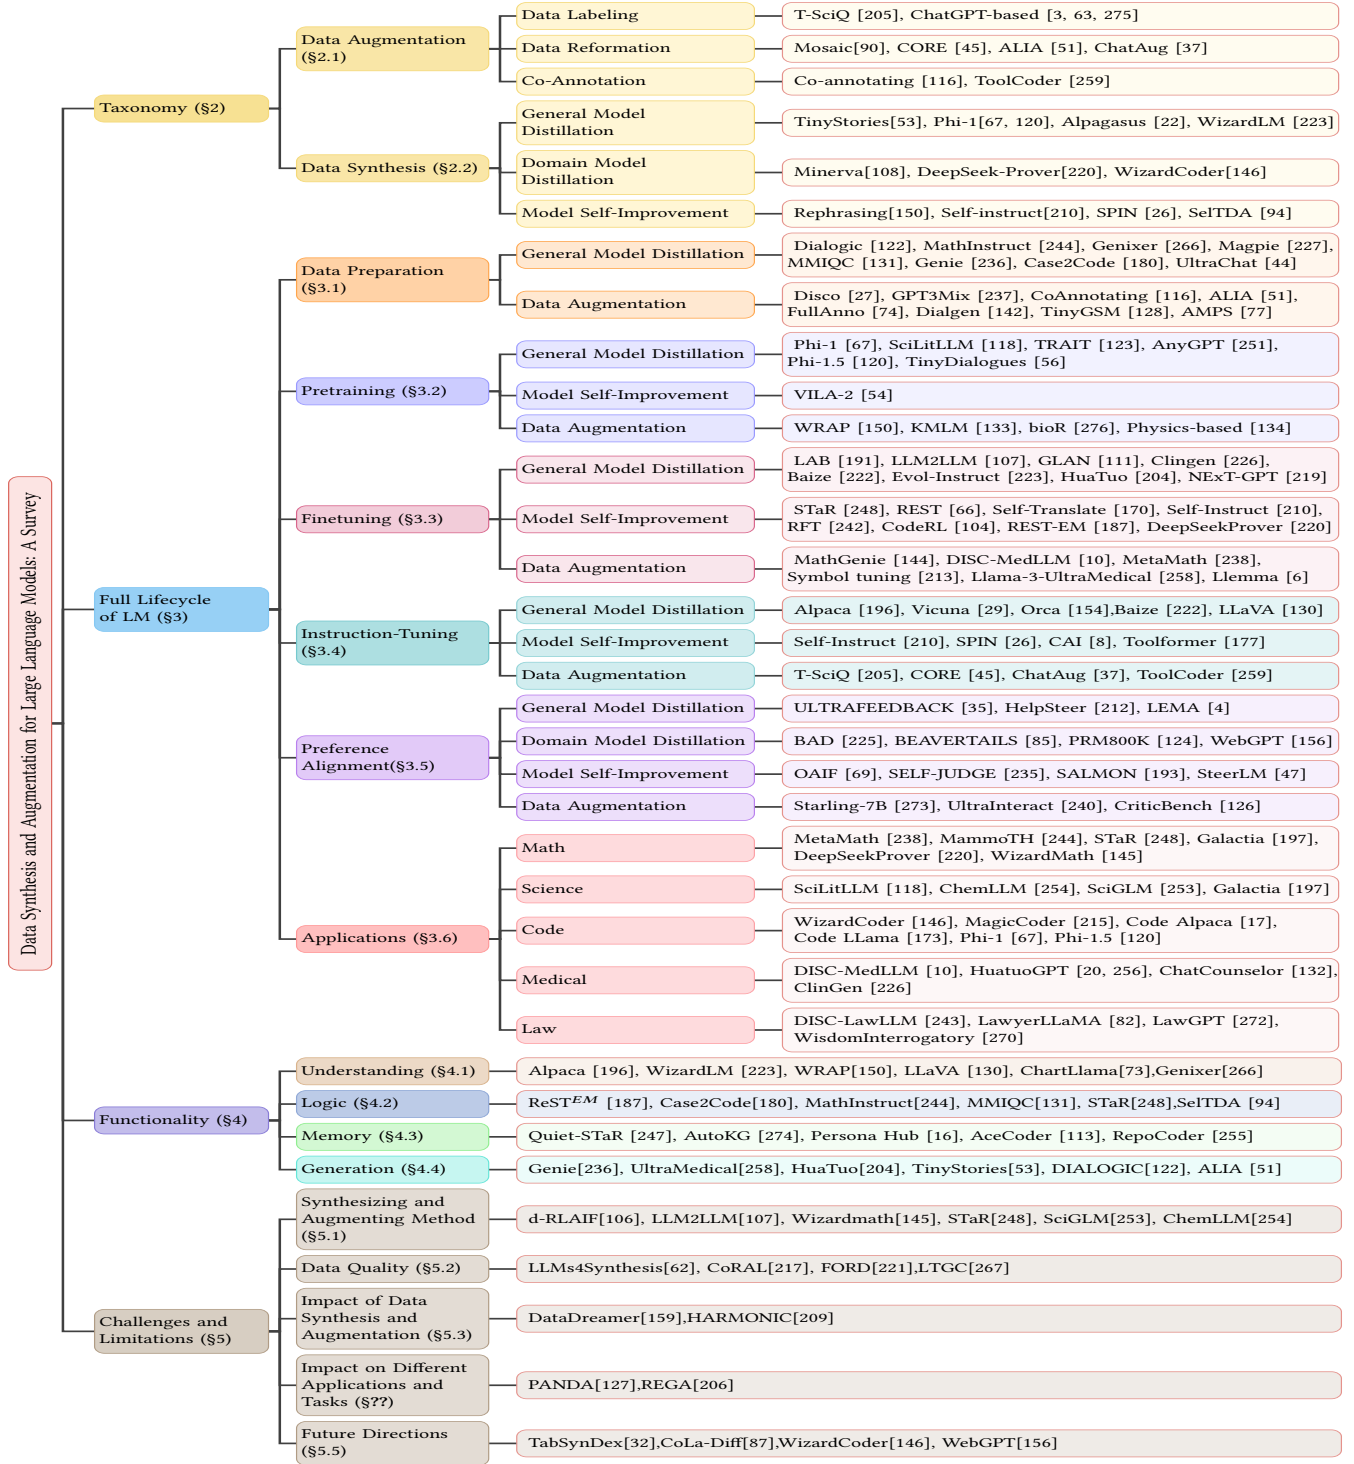 Data Synthesis and Augmentation for Large Language Models: A Survey
Taxonomy (§2)
Data Augmentation
(§2.1)
Data Labeling
T-SciQ [205], ChatGPT-based [3, 63, 275]
Data Reformation
Mosaic[90], CORE [45], ALIA [51], ChatAug [37]
Co-Annotation
Co-annotating [116], ToolCoder [259]
Data Synthesis (§2.2)
General Model
Distillation
TinyStories[53], Phi-1[67, 120], Alpagasus [22], WizardLM [223]
Domain Model
Distillation
Minerva[108], DeepSeek-Prover[220], WizardCoder[146]
Model Self-Improvement
Rephrasing[150], Self-instruct[210], SPIN [26], SelTDA [94]
Full Lifecycle
of LM (§3)
Data Preparation
(§3.1)
General Model Distillation
Dialogic [122], MathInstruct [244], Genixer [266], Magpie [227],
MMIQC [131], Genie [236], Case2Code [180], UltraChat [44]
Data Augmentation
Disco [27], GPT3Mix [237], CoAnnotating [116], ALIA [51],
FullAnno [74], Dialgen [142], TinyGSM [128], AMPS [77]
Pretraining (§3.2)
General Model Distillation
Phi-1 [67], SciLitLLM [118], TRAIT [123], AnyGPT [251],
Phi-1.5 [120], TinyDialogues [56]
Model Self-Improvement
VILA-2 [54]
Data Augmentation
WRAP [150], KMLM [133], bioR [276], Physics-based [134]
Finetuning (§3.3)
General Model Distillation
LAB [191], LLM2LLM [107], GLAN [111], Clingen [226],
Baize [222], Evol-Instruct [223], HuaTuo [204], NExT-GPT [219]
Model Self-Improvement
STaR [248], REST [66], Self-Translate [170], Self-Instruct [210],
RFT [242], CodeRL [104], REST-EM [187], DeepSeekProver [220]
Data Augmentation
MathGenie [144], DISC-MedLLM [10], MetaMath [238],
Symbol tuning [213], Llama-3-UltraMedical [258], Llemma [6]
Instruction-Tuning
(§3.4)
General Model Distillation
Alpaca [196], Vicuna [29], Orca [154],Baize [222], LLaVA [130]
Model Self-Improvement
Self-Instruct [210], SPIN [26], CAI [8], Toolformer [177]
Data Augmentation
T-SciQ [205], CORE [45], ChatAug [37], ToolCoder [259]
Preference
Alignment(§3.5)
General Model Distillation
ULTRAFEEDBACK [35], HelpSteer [212], LEMA [4]
Domain Model Distillation
BAD [225], BEAVERTAILS [85], PRM800K [124], WebGPT [156]
Model Self-Improvement
OAIF [69], SELF-JUDGE [235], SALMON [193], SteerLM [47]
Data Augmentation
Starling-7B [273], UltraInteract [240], CriticBench [126]
Applications (§3.6)
Math
MetaMath [238], MammoTH [244], STaR [248], Galactia [197],
DeepSeekProver [220], WizardMath [145]
Science
SciLitLLM [118], ChemLLM [254], SciGLM [253], Galactia [197]
Code
WizardCoder [146], MagicCoder [215], Code Alpaca [17],
Code LLama [173], Phi-1 [67], Phi-1.5 [120]
Medical
DISC-MedLLM [10], HuatuoGPT [20, 256], ChatCounselor [132],
ClinGen [226]
Law
DISC-LawLLM [243], LawyerLLaMA [82], LawGPT [272],
WisdomInterrogatory [270]
Functionality (§4)
Understanding (§4.1)
Alpaca [196], WizardLM [223], WRAP[150], LLaVA [130], ChartLlama[73],Genixer[266]
Logic (§4.2)
ReST^EM [187], Case2Code[180], MathInstruct[244], MMIQC[131], STaR[248],SelTDA [94]
Memory (§4.3)
Quiet-STaR [247], AutoKG [274], Persona Hub [16], AceCoder [113], RepoCoder [255]
Generation (§4.4)
Genie[236], UltraMedical[258], HuaTuo[204], TinyStories[53], DIALOGIC[122], ALIA [51]
Challenges and
Limitations (§5)
Synthesizing and
Augmenting Method
(§5.1)
d-RLAIF[106], LLM2LLM[107], Wizardmath[145], STaR[248], SciGLM[253], ChemLLM[254]
Data Quality (§5.2)
LLMs4Synthesis[62], CoRAL[217], FORD[221],LTGC[267]
Impact of Data
Synthesis and
Augmentation (§5.3)
DataDreamer[159],HARMONIC[209]
Impact on Different
Applications and
Tasks (§??)
PANDA[127],REGA[206]
Future Directions
(§5.5)
TabSynDex[32],CoLa-Diff[87],WizardCoder[146], WebGPT[156]